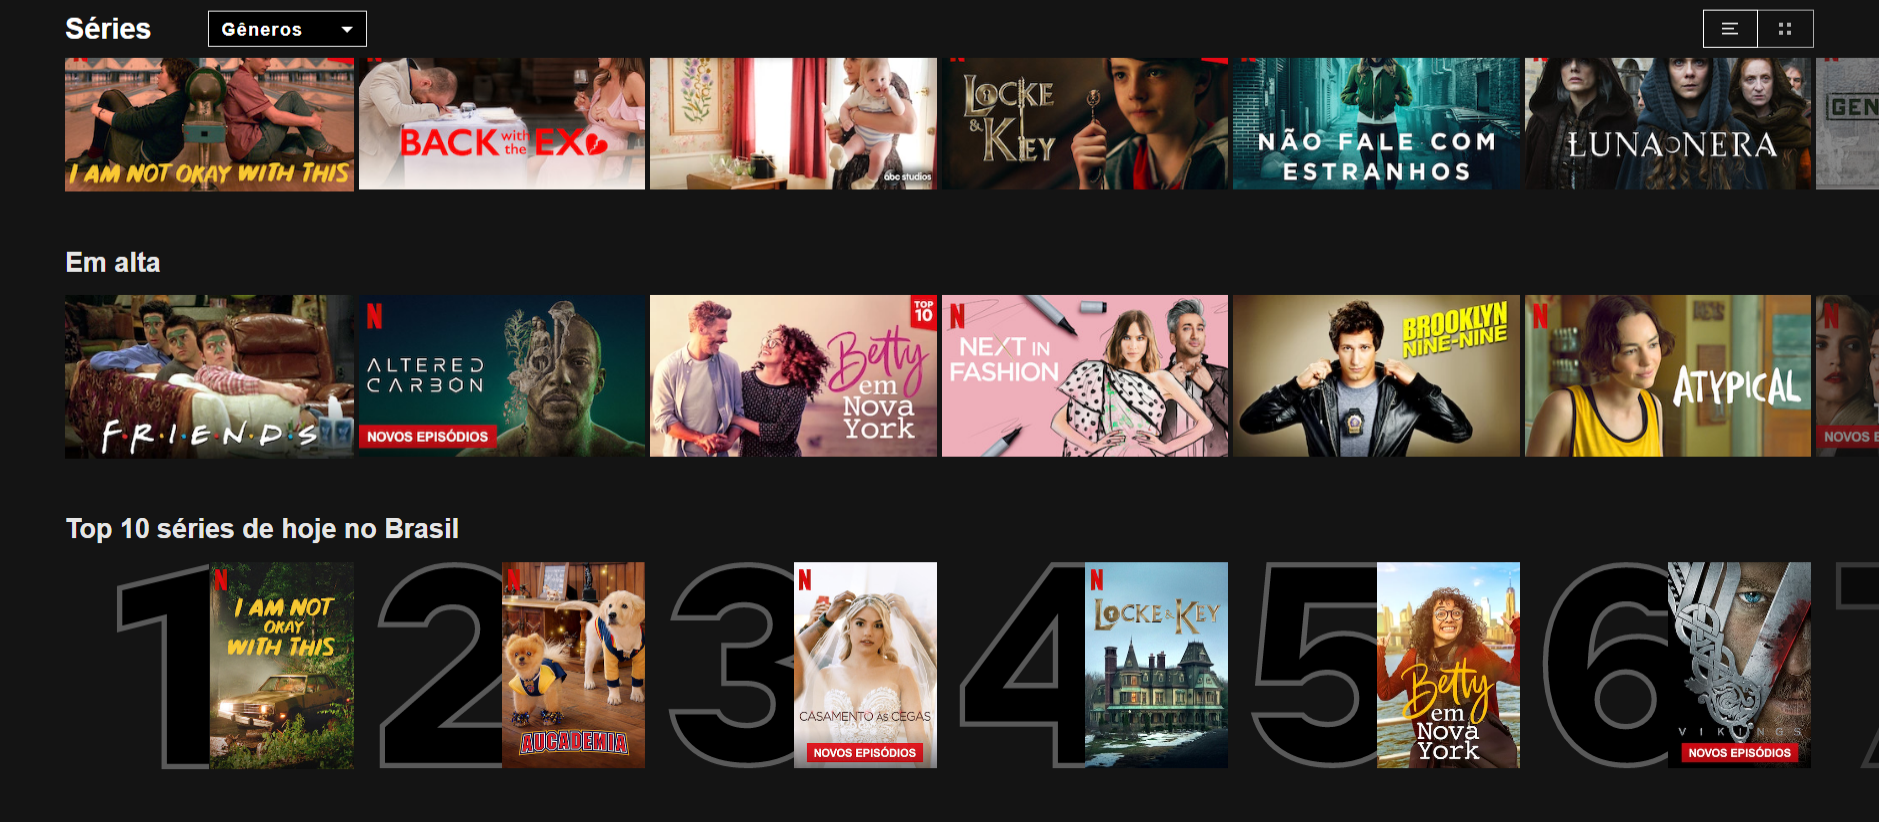 Séries
Gêneros
I AM NOT OKAY WITH THIS
BACK with the EX
abc studios
LOCKE & KEY
NÃO FALE COM
ESTRANHOS
LUNA NERA
GEN
Em alta
F·R·I·E·N·D·S
N
ALTERED
CARBON
NOVOS EPISÓDIOS
TOP
10
Betty
em
Nova
York
N
NEXT IN
FASHION
BROOKLYN
NINE-NINE
N
ATYPICAL
N
NOVOS E
Top 10 séries de hoje no Brasil
1
N
I AM NOT
OKAY
WITH THIS
2
N
AUCADEMIA
3
N
CASAMENTO ÀS CEGAS
NOVOS EPISÓDIOS
4
N
LOCKE & KEY
5
Betty
em
Nova
York
6
VIKINGS
NOVOS EPISÓDIOS